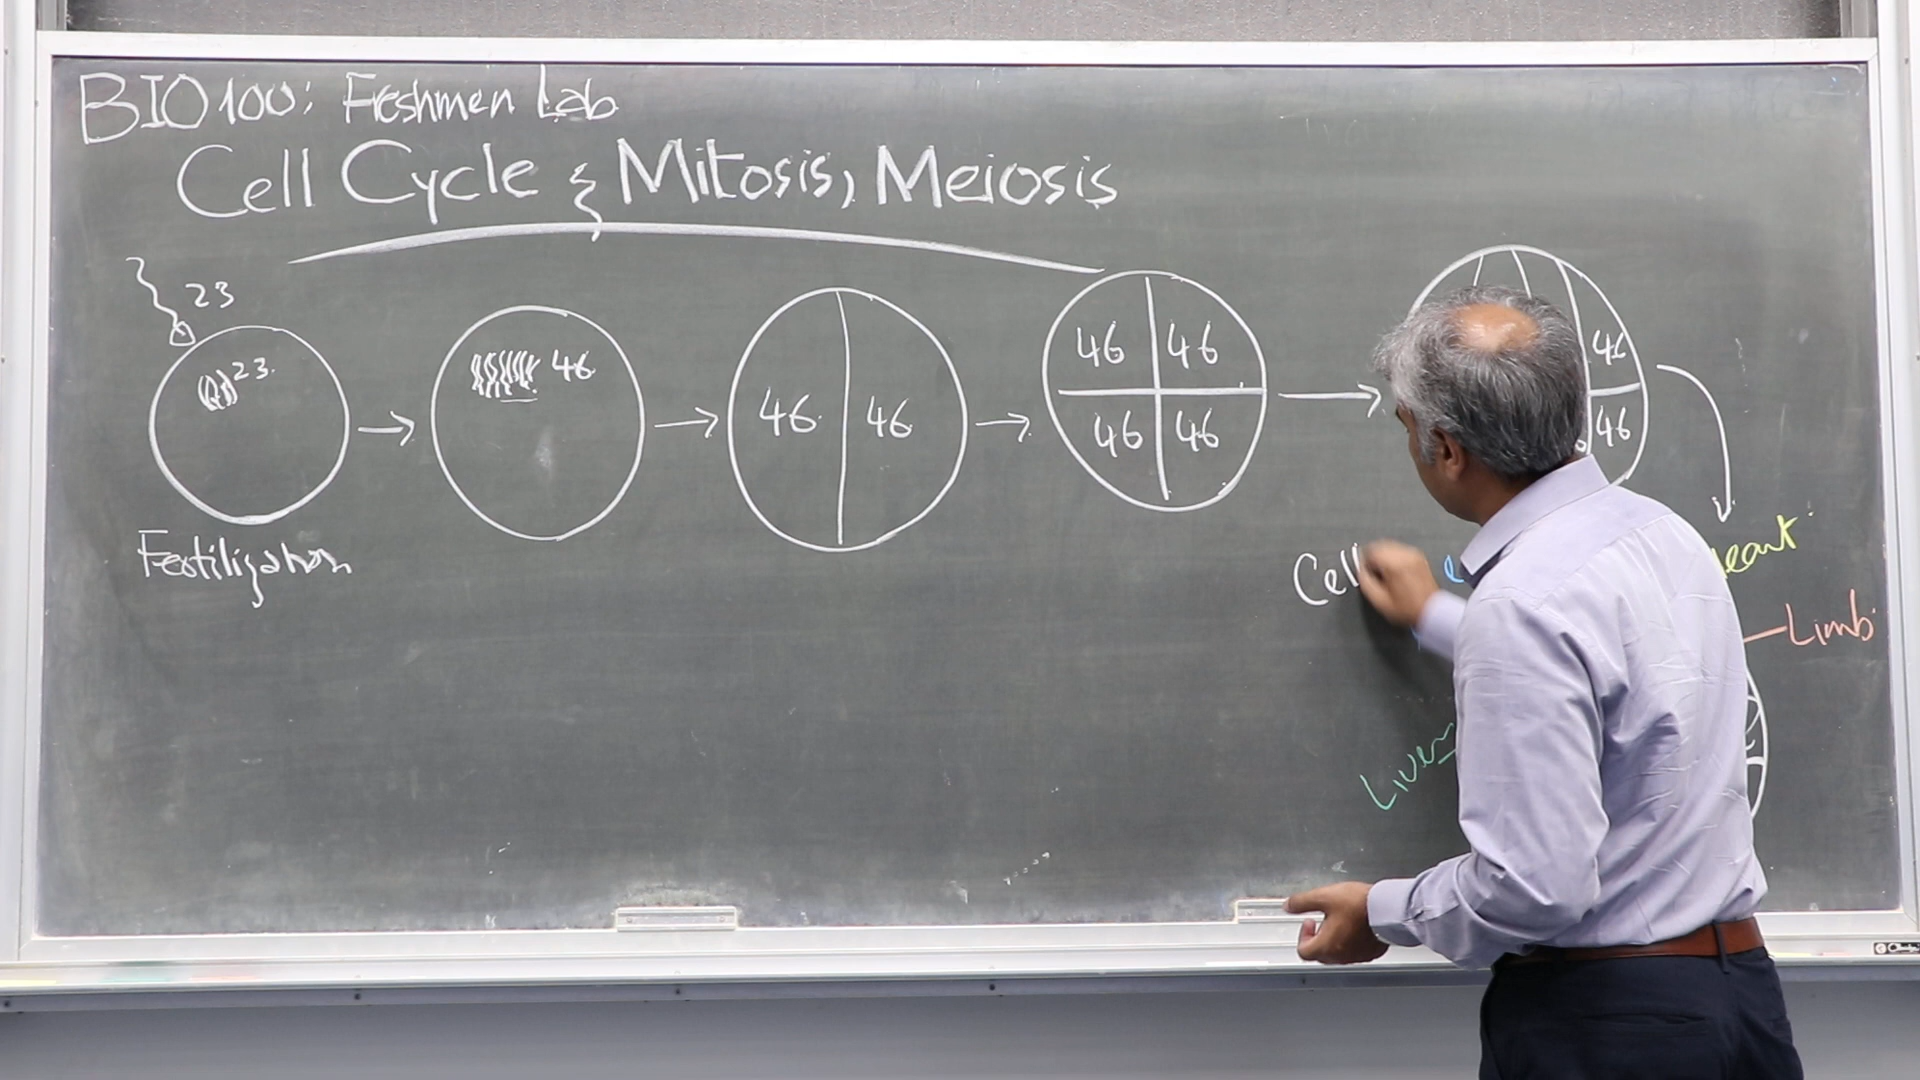 BIO 100: Freshmen Lab
Cell Cycle & Mitosis, Meiosis
23
23
46
46 46
46 46
46 46
46
46
Fertilization
Cell
Limb
Liver